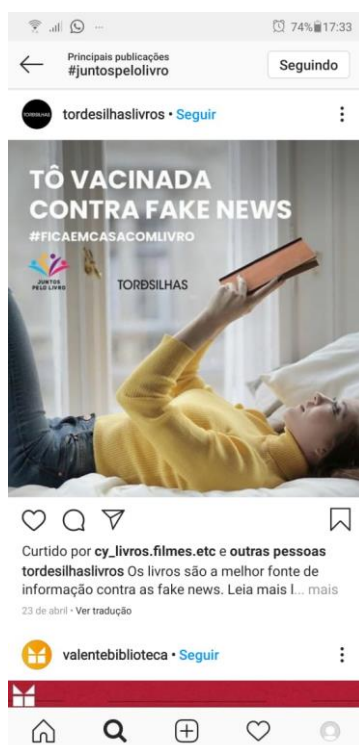 74% 17:33
Principais publicações
#juntospelolivro
Seguindo
TORDESILHAS
tordesilhaslivros • Seguir
TÔ VACINADA
CONTRA FAKE NEWS
#FICAEMCASACOMLIVRO
JUNTOS
PELO LIVRO
TORDESILHAS
Curtido por cy_livros.filmes.etc e outras pessoas
tordesilhaslivros Os livros são a melhor fonte de
informação contra as fake news. Leia mais l... mais
23 de abril • Ver tradução
valentebiblioteca • Seguir